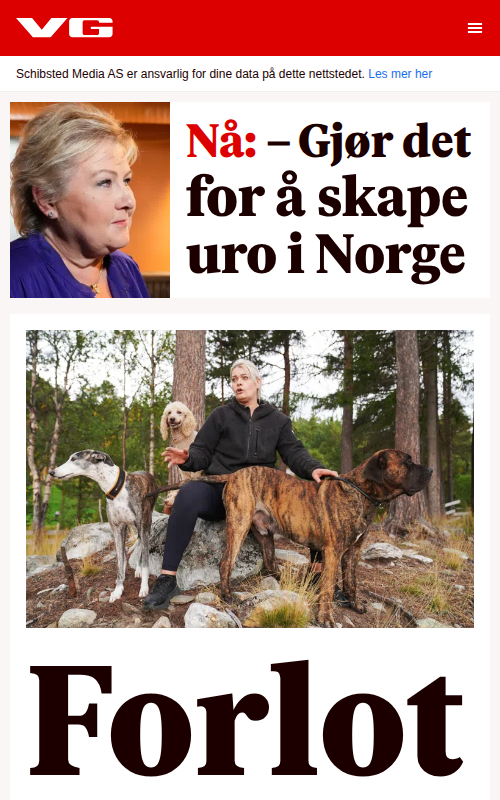 VG
Schibsted Media AS er ansvarlig for dine data på dette nettstedet. Les mer her
Nå: – Gjør det
for å skape
uro i Norge
Forlot